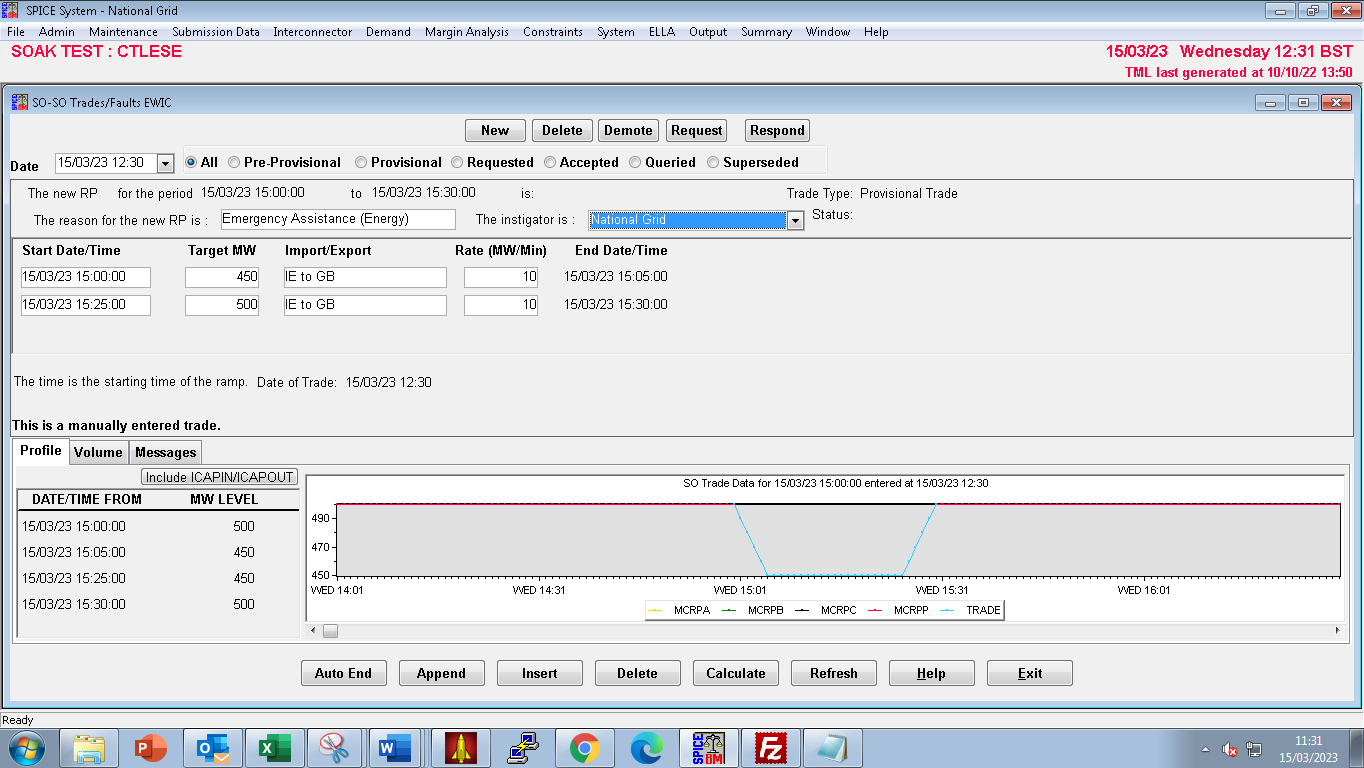 SPICE System - National Grid
File Admin Maintenance Submission Data Interconnector Demand Margin Analysis Constraints System ELLA Output Summary Window Help
SOAK TEST : CTLESE 15/03/23 Wednesday 12:31 BST
TML last generated at 10/10/22 13:50
SO-SO Trades/Faults EWIC
New Delete Demote Request Respond
Date 15/03/23 12:30 All Pre-Provisional Provisional Requested Accepted Queried Superseded
The new RP for the period 15/03/23 15:00:00 to 15/03/23 15:30:00 is: Trade Type: Provisional Trade
The reason for the new RP is : Emergency Assistance (Energy) The instigator is : National Grid Status:
Start Date/Time Target MW Import/Export Rate (MW/Min) End Date/Time
15/03/23 15:00:00 450 IE to GB 10 15/03/23 15:05:00
15/03/23 15:25:00 500 IE to GB 10 15/03/23 15:30:00
The time is the starting time of the ramp. Date of Trade: 15/03/23 12:30
This is a manually entered trade.
Profile Volume Messages
Include ICAPIN/ICAPOUT
DATE/TIME FROM MW LEVEL
15/03/23 15:00:00 500
15/03/23 15:05:00 450
15/03/23 15:25:00 450
15/03/23 15:30:00 500
SO Trade Data for 15/03/23 15:00:00 entered at 15/03/23 12:30
490
470
450
WED 14:01 WED 14:31 WED 15:01 WED 15:31 WED 16:01
MCRPA MCRPB MCRPC MCRPP TRADE
Auto End Append Insert Delete Calculate Refresh Help Exit
Ready
SPICE
BM
11:31
15/03/2023